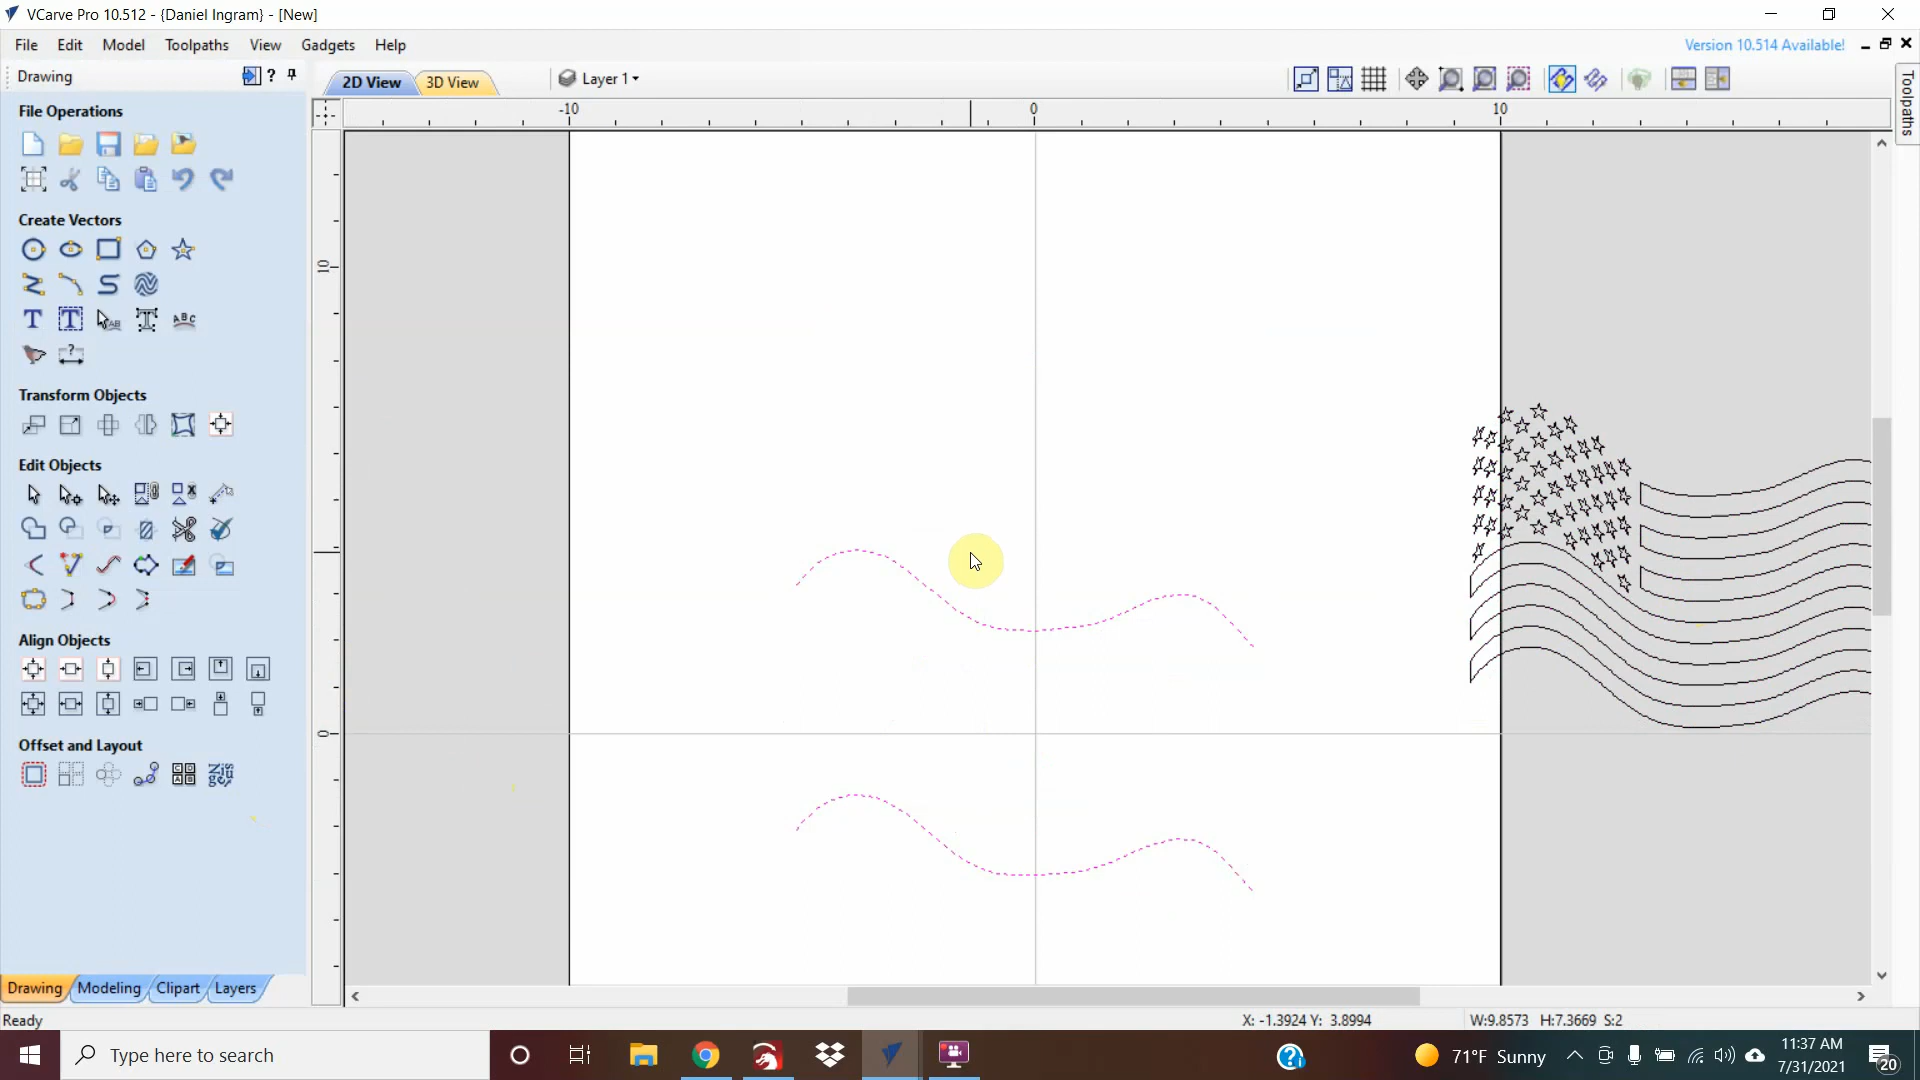 VCarve Pro 10.512 - {Daniel Ingram} - [New]
File Edit Model Toolpaths View Gadgets Help
Version 10.514 Available!
Drawing
?
2D View
3D View
Layer 1
Toolpaths
-10
0
10
File Operations
Create Vectors
Transform Objects
Edit Objects
Align Objects
Offset and Layout
10
0
Drawing
Modeling
Clipart
Layers
Ready
X: -1.3924 Y: 3.8994
W:9.8573 H:7.3669 S:2
Type here to search
71°F Sunny
11:37 AM
7/31/2021
20